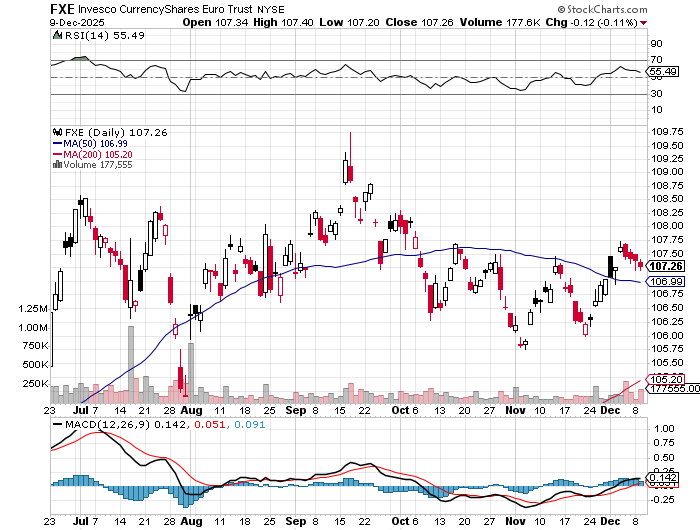 FXE Invesco CurrencyShares Euro Trust NYSE © StockCharts.com
9-Dec-2025 Open 107.34 High 107.40 Low 107.20 Close 107.26 Volume 177.6K Chg -0.12 (-0.11%)
RSI(14) 55.49
90
70
55.49
30
10
FXE (Daily) 107.26
MA(50) 106.99
MA(200) 105.20
Volume 177,555
109.75
109.50
109.25
109.00
108.75
108.50
108.25
108.00
107.75
107.50
107.26
106.99
106.75
106.50
106.25
106.00
105.75
105.50
105.20
177555.00
1.25M
1.00M
750K
500K
250K
23 Jul 7 14 21 28 Aug 11 18 25 Sep 8 15 22 Oct 6 13 20 27 Nov 10 17 24 Dec 8
MACD(12,26,9) 0.142, 0.051, 0.091
1.00
0.75
0.50
0.142
-0.25
23 Jul 7 14 21 28 Aug 11 18 25 Sep 8 15 22 Oct 6 13 20 27 Nov 10 17 24 Dec 8